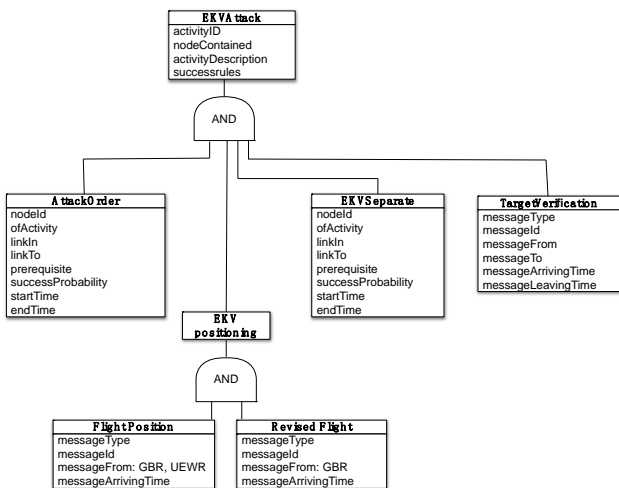 EKVAttack
activityID
nodeContained
activityDescription
successrules
AND
AttackOrder
nodeId
ofActivity
linkIn
linkTo
prerequisite
successProbability
startTime
endTime
EKVSeparate
nodeId
ofActivity
linkIn
linkTo
prerequisite
successProbability
startTime
endTime
TargetVerification
messageType
messageId
messageFrom
messageTo
messageArrivingTime
messageLeavingTime
EKV
positioning
AND
FlightPosition
messageType
messageId
messageFrom: GBR, UEWR
messageArrivingTime
Revised Flight
messageType
messageId
messageFrom: GBR
messageArrivingTime